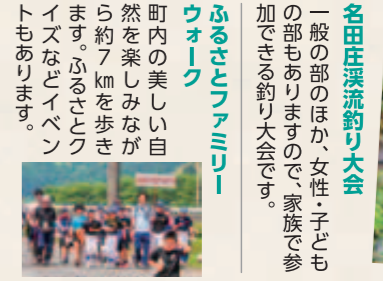 名田庄渓流釣り大会
一般の部のほか、女性・子ども
の部もありますので、家族で参
加できる釣り大会です。
ふるさとファミリー
ウォーク
町内の美しい自
然を楽しみなが
ら約7㎞を歩き
ます。ふるさとク
イズなどイベン
トもあります。